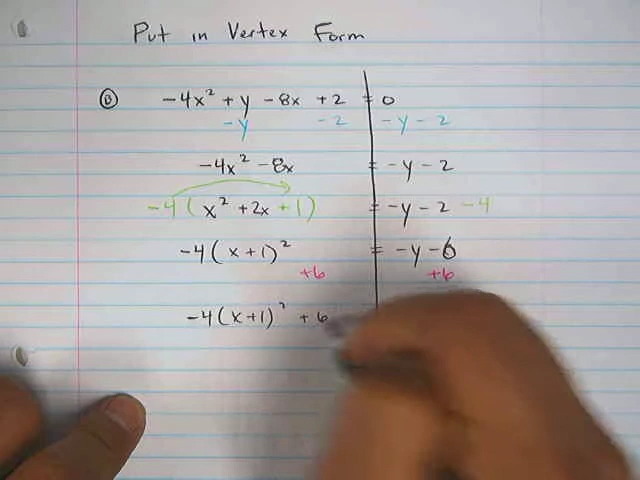 Put in Vertex Form
⑧ -4x² + y - 8x + 2 = 0
-y -2 -y - 2
-4x² - 8x = -y - 2
-4(x² + 2x + 1) = -y - 2 - 4
-4(x + 1)² = -y - 6
+6 +6
-4(x + 1)² + 6